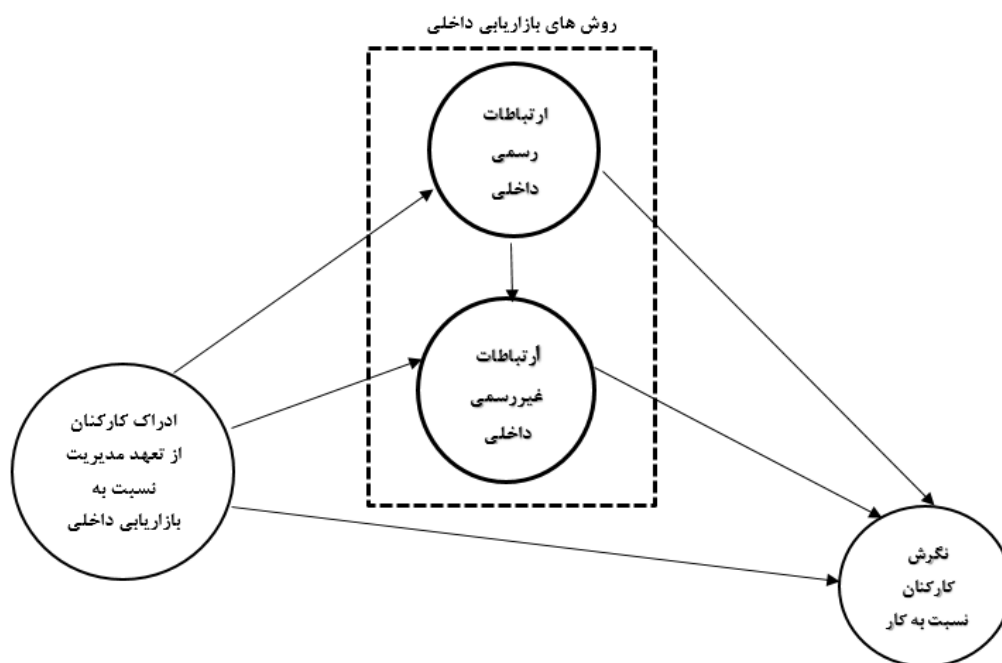 روش های بازاریابی داخلی
ارتباطات
رسمی
داخلی
أرتباطات
غیررسمی
داخلی
ادراک کارکنان
از تعهد مدیریت
نسبت به
بازاریابی داخلی
نگرش
کارکنان
نسبت به کار